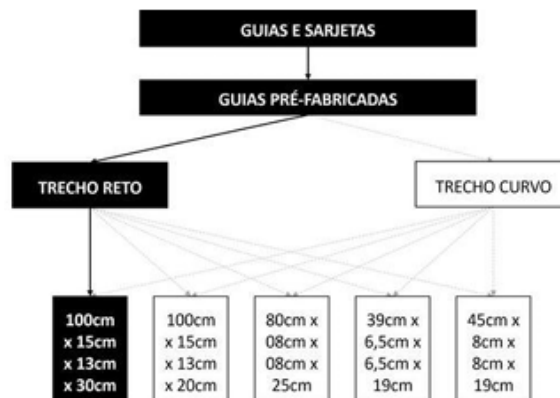 GUIAS E SARJETAS
GUIAS PRÉ-FABRICADAS
TRECHO RETO
TRECHO CURVO
100cm
x 15cm
x 13cm
x 30cm
100cm
x 15cm
x 13cm
x 20cm
80cm x
08cm x
08cm x
25cm
39cm x
6,5cm x
6,5cm x
19cm
45cm x
8cm x
8cm x
19cm